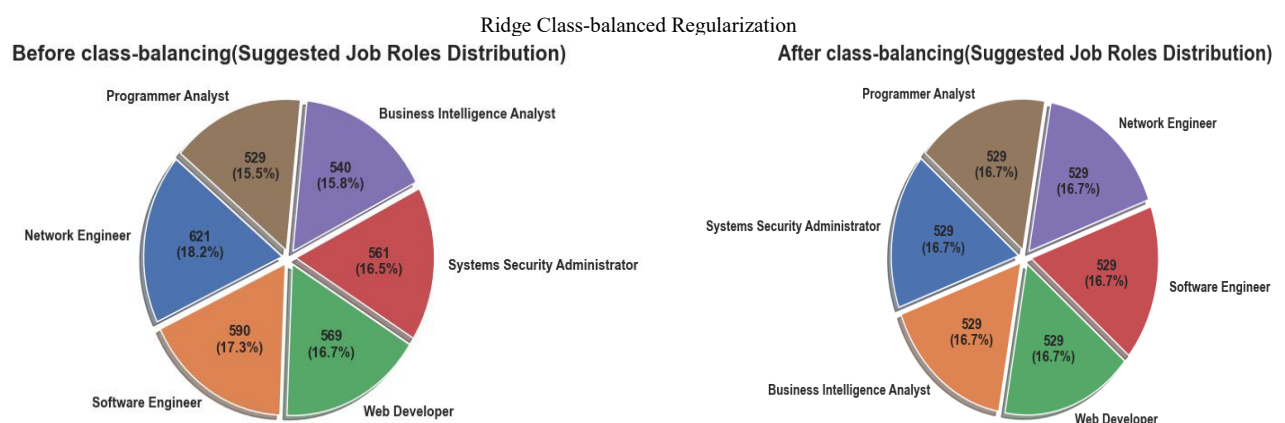 Ridge Class-balanced Regularization
Before class-balancing(Suggested Job Roles Distribution)
Programmer Analyst
Business Intelligence Analyst
529
(15.5%)
540
(15.8%)
Network Engineer
621
(18.2%)
561
(16.5%)
Systems Security Administrator
590
(17.3%)
569
(16.7%)
Software Engineer
Web Developer
After class-balancing(Suggested Job Roles Distribution)
Programmer Analyst
Network Engineer
529
(16.7%)
529
(16.7%)
Systems Security Administrator
529
(16.7%)
529
(16.7%)
Software Engineer
529
(16.7%)
529
(16.7%)
Business Intelligence Analyst
Web Developer